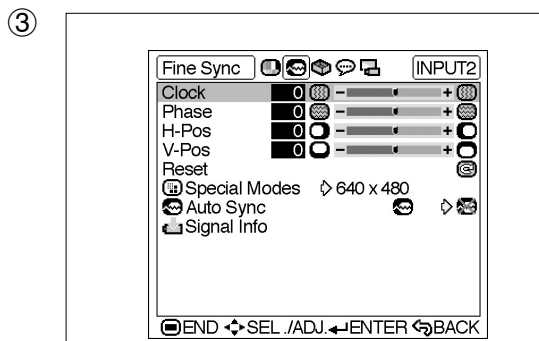 ③
Fine Sync INPUT2
Clock 0 − +
Phase 0 − +
H-Pos 0 − +
V-Pos 0 − +
Reset
Special Modes 640 x 480
Auto Sync
Signal Info
END SEL./ADJ. ENTER BACK